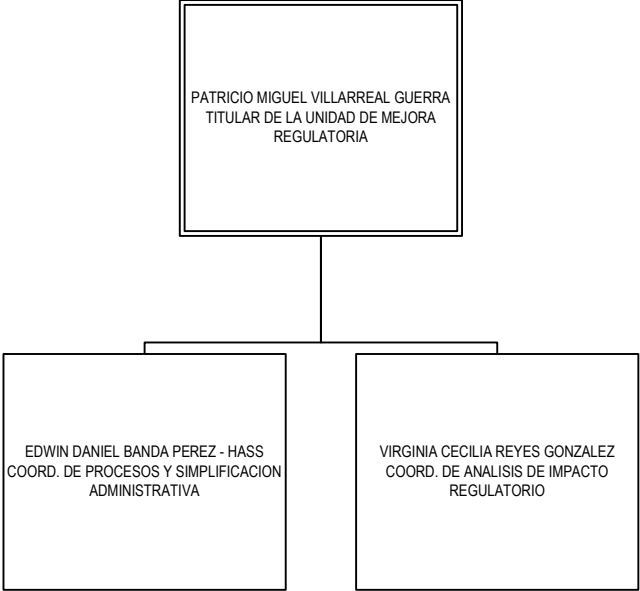 PATRICIO MIGUEL VILLARREAL GUERRA
TITULAR DE LA UNIDAD DE MEJORA
REGULATORIA
EDWIN DANIEL BANDA PEREZ - HASS
COORD. DE PROCESOS Y SIMPLIFICACION
ADMINISTRATIVA
VIRGINIA CECILIA REYES GONZALEZ
COORD. DE ANALISIS DE IMPACTO
REGULATORIO